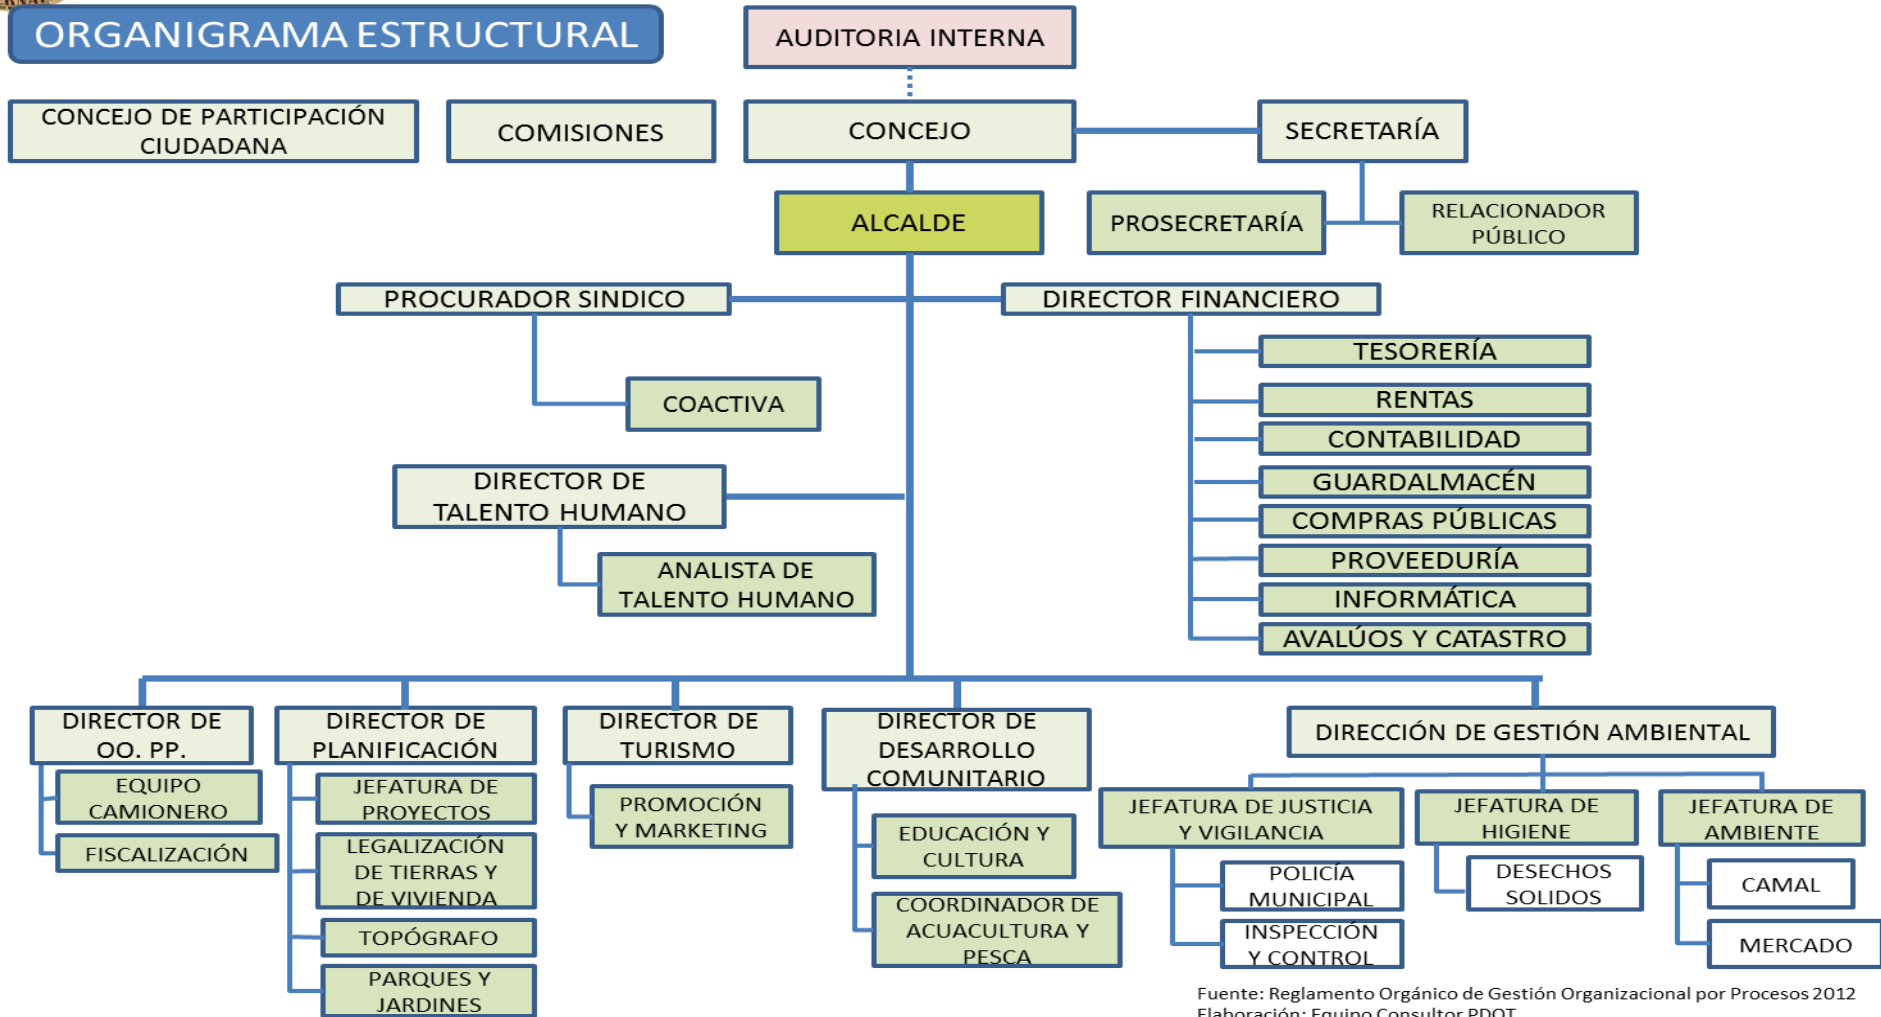 ORGANIGRAMA ESTRUCTURAL
AUDITORIA INTERNA
CONCEJO DE PARTICIPACIÓN
CIUDADANA
COMISIONES
CONCEJO
SECRETARÍA
ALCALDE
PROSECRETARÍA
RELACIONADOR
PÚBLICO
PROCURADOR SINDICO
DIRECTOR FINANCIERO
TESORERÍA
RENTAS
CONTABILIDAD
GUARDALMACÉN
COMPRAS PÚBLICAS
PROVEEDURÍA
INFORMÁTICA
AVALÚOS Y CATASTRO
COACTIVA
DIRECTOR DE
TALENTO HUMANO
ANALISTA DE
TALENTO HUMANO
DIRECTOR DE
OO. PP.
EQUIPO
CAMIONERO
FISCALIZACIÓN
DIRECTOR DE
PLANIFICACIÓN
JEFATURA DE
PROYECTOS
LEGALIZACIÓN
DE TIERRAS Y
DE VIVIENDA
TOPÓGRAFO
PARQUES Y
JARDINES
DIRECTOR DE
TURISMO
PROMOCIÓN
Y MARKETING
DIRECTOR DE
DESARROLLO
COMUNITARIO
EDUCACIÓN Y
CULTURA
COORDINADOR DE
ACUACULTURA Y
PESCA
DIRECCIÓN DE GESTIÓN AMBIENTAL
JEFATURA DE JUSTICIA
Y VIGILANCIA
POLICÍA
MUNICIPAL
INSPECCIÓN
Y CONTROL
JEFATURA DE
HIGIENE
DESECHOS
SOLIDOS
JEFATURA DE
AMBIENTE
CAMAL
MERCADO
Fuente: Reglamento Orgánico de Gestión Organizacional por Procesos 2012
Elaboración: Equipo Consultor PDOT